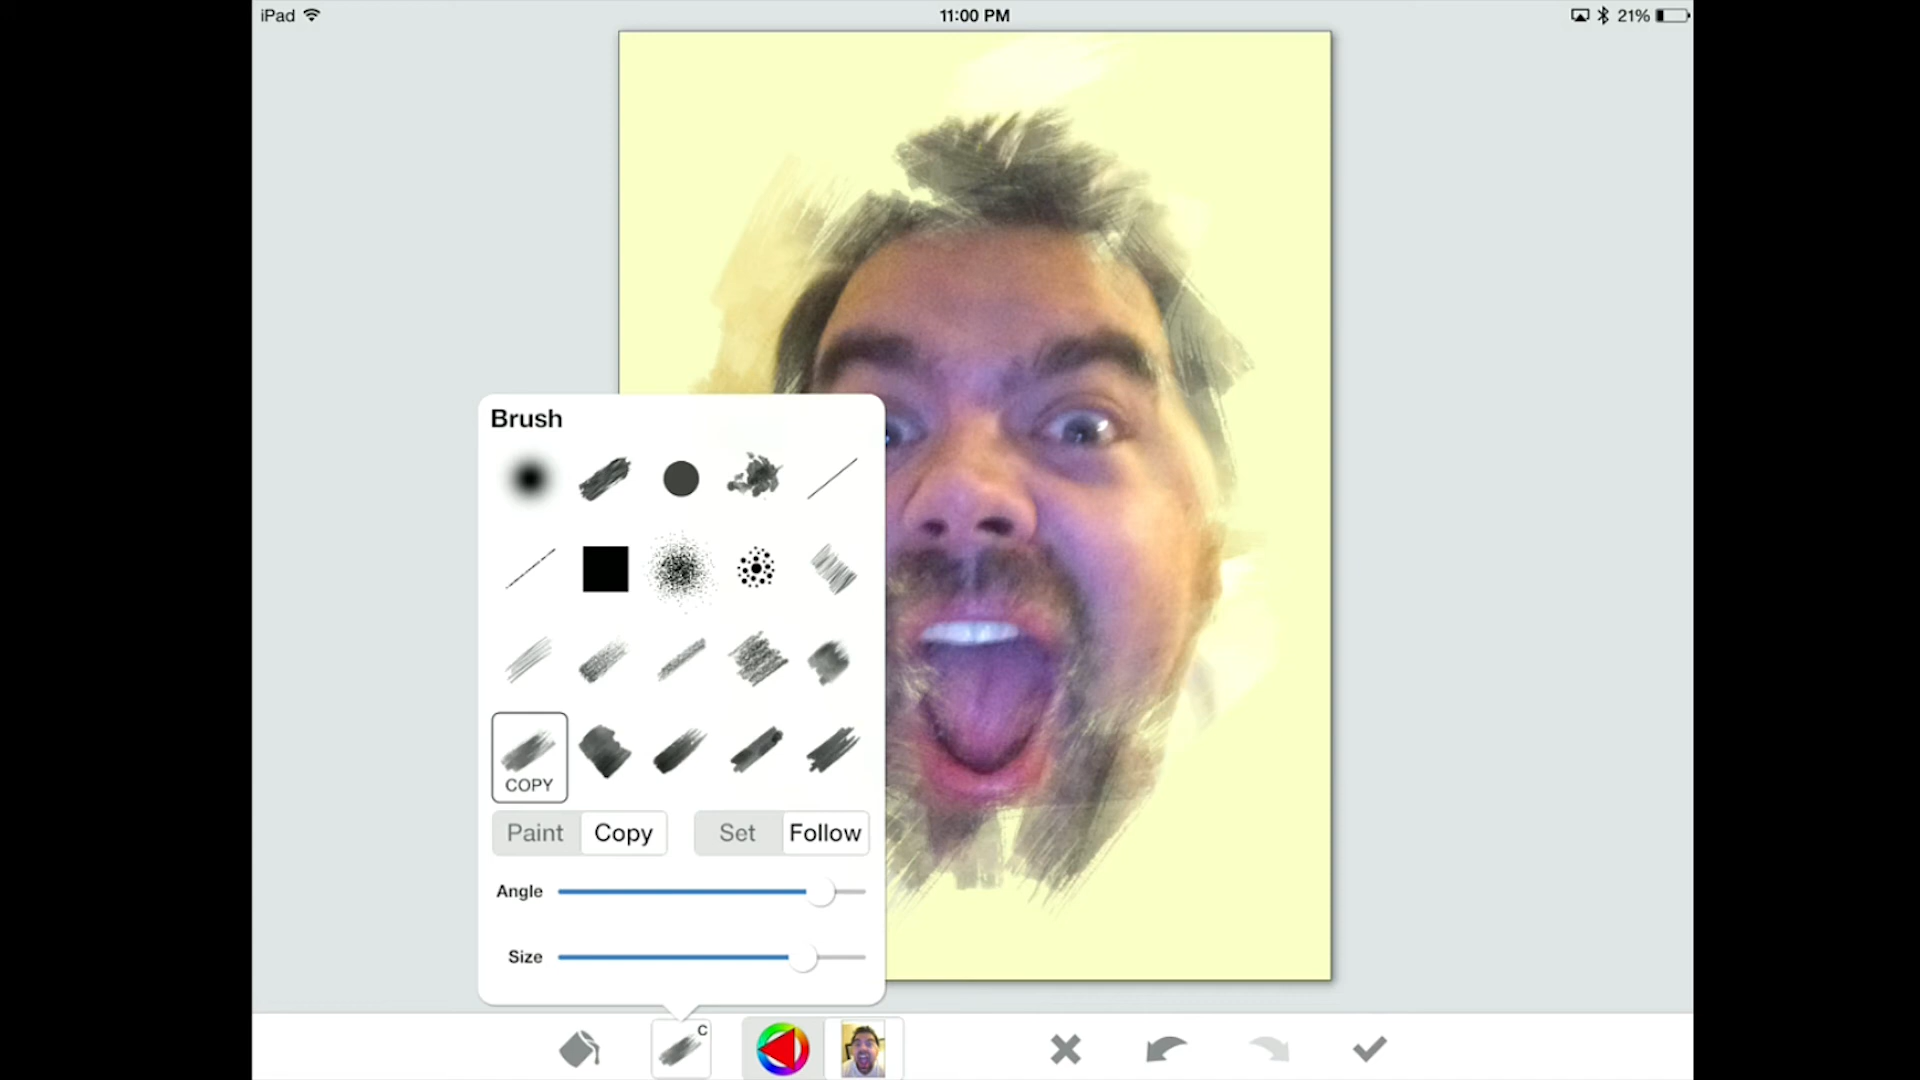 iPad
11:00 PM
21%
Brush
COPY
Paint Copy Set Follow
Angle
Size
C